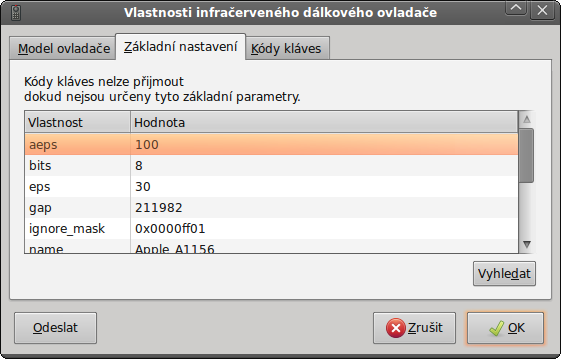 Vlastnosti infračerveného dálkového ovladače
Model ovladače Základní nastavení Kódy kláves
Kódy kláves nelze přijmout
dokud nejsou určeny tyto základní parametry.
Vlastnost Hodnota
aeps 100
bits 8
eps 30
gap 211982
ignore_mask 0x0000ff01
name Apple_A1156
Vyhledat
Odeslat Zrušit OK